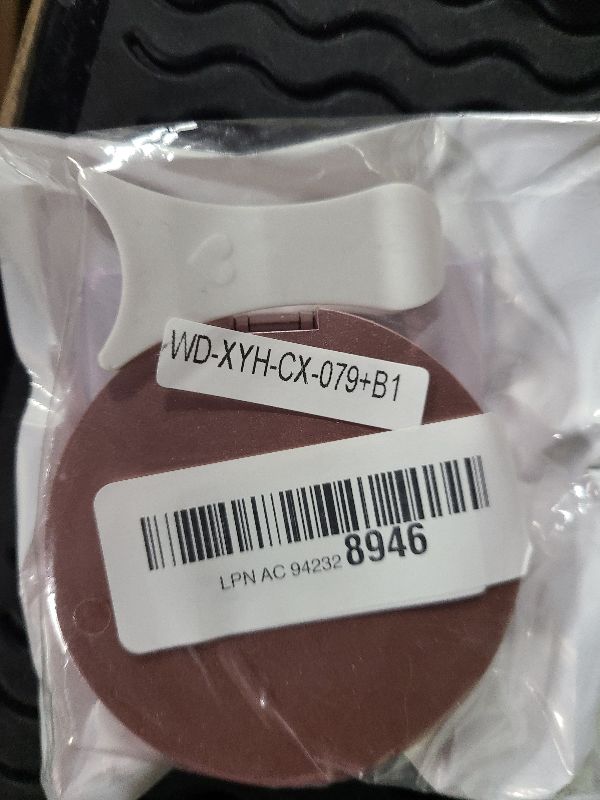 WD-XYH-CX-079+B1
LPN AC 94232 8946